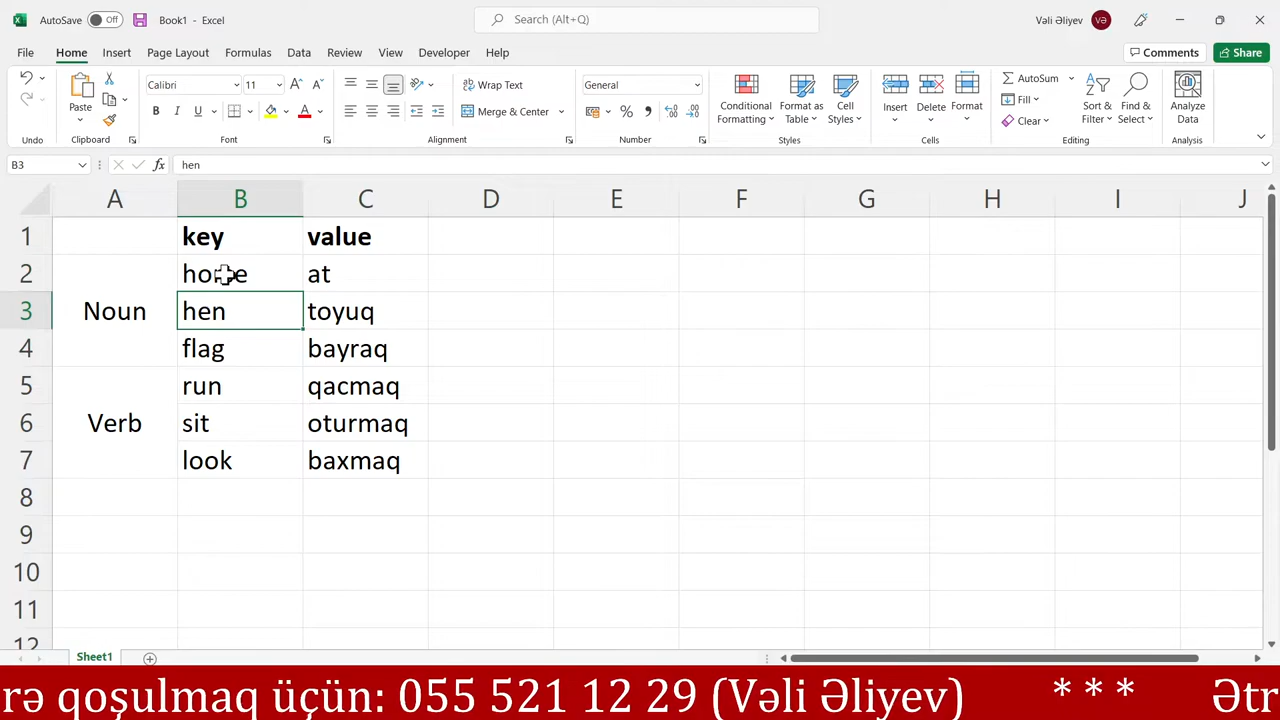 AutoSave Off Book1 - Excel Search (Alt+Q) Vəli Əliyev VƏ
File Home Insert Page Layout Formulas Data Review View Developer Help Comments Share
Calibri 11 Wrap Text General AutoSum
Paste Fill
Merge & Center Conditional Formatting Format as Table Cell Styles Insert Delete Format Clear Sort & Filter Find & Select Analyze Data
Undo Clipboard Font Alignment Number Styles Cells Editing Analysis
B3 fx hen
A B C D E F G H I J
1 key value
2 at
3 Noun hen toyuq
4 flag bayraq
5 run qacmaq
6 Verb sit oturmaq
7 look baxmaq
8
9
10
11
12
Sheet1
rə qoşulmaq üçün: 055 521 12 29 (Vəli Əliyev) * * * Ətr